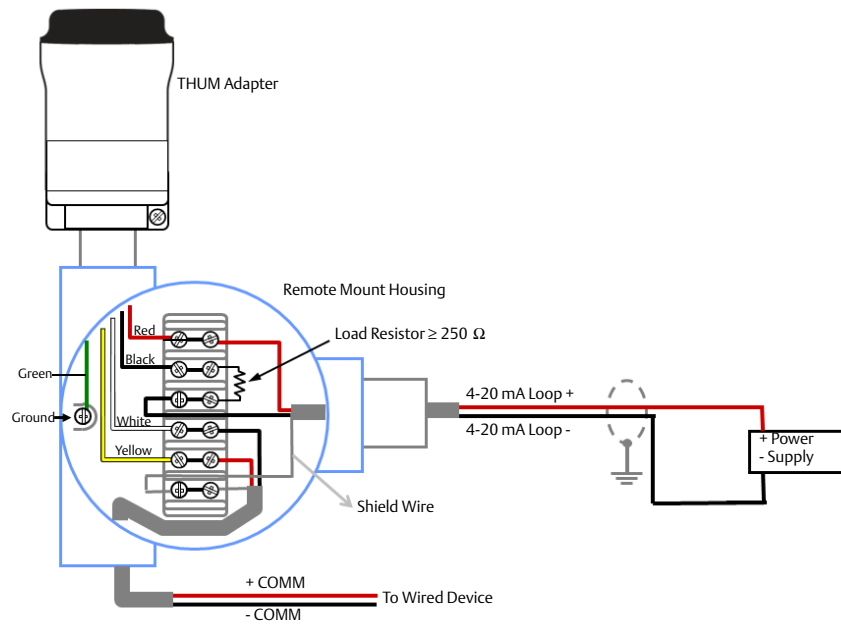 THUM Adapter
Remote Mount Housing
Load Resistor ≥ 250 Ω
Red
Black
Green
Ground
White
Yellow
4-20 mA Loop +
4-20 mA Loop -
+ Power
- Supply
Shield Wire
+ COMM
To Wired Device
- COMM